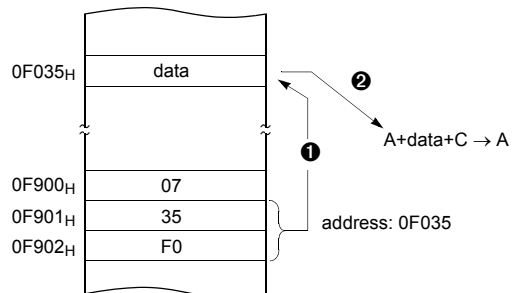 0F035H data
❷
A+data+C → A
❶
0F900H 07
0F901H 35
address: 0F035
0F902H F0